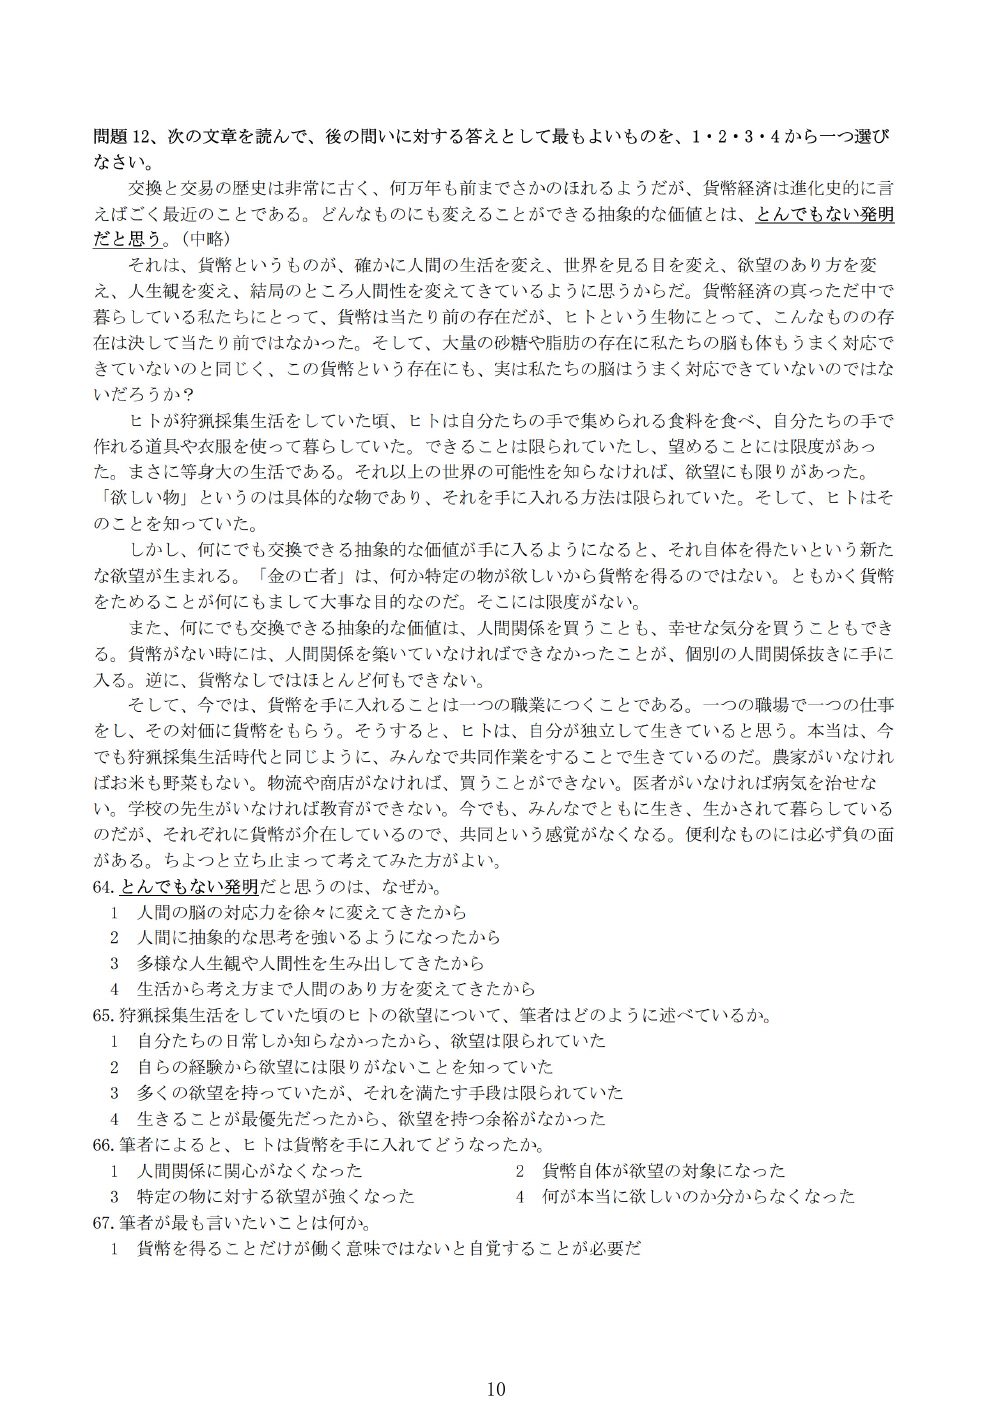 問題 12、次の文章を読んで、後の問いに対する答えとして最もよいものを、1・2・3・4 から一つ選び
なさい。
交換と交易の歴史は非常に古く、何万年も前までさかのぼれるようだが、貨幣経済は進化史的に言
えばごく最近のことである。どんなものにも変えることができる抽象的な価値とは、とんでもない発明
だと思う。（中略）
それは、貨幣というものが、確かに人間の生活を変え、世界を見る目を変え、欲望のあり方を変
え、人生観を変え、結局のところ人間性を変えてきているように思うからだ。貨幣経済の真っただ中で
暮らしている私たちにとって、貨幣は当たり前の存在だが、ヒトという生物にとって、こんなものの存
在は決して当たり前ではなかった。そして、大量の砂糖や脂肪の存在に私たちの脳も体もうまく対応で
きていないのと同じく、この貨幣という存在にも、実は私たちの脳はうまく対応できていないのではな
いだろうか？
ヒトが狩猟採集生活をしていた頃、ヒトは自分たちの手で集められる食料を食べ、自分たちの手で
作れる道具や衣服を使って暮らしていた。できることは限られていたし、望めることには限度があっ
た。まさに等身大の生活である。それ以上の世界の可能性を知らなければ、欲望にも限りがあった。
「欲しい物」というのは具体的な物であり、それを手に入れる方法は限られていた。そして、ヒトはそ
のことを知っていた。
しかし、何にでも交換できる抽象的な価値が手に入るようになると、それ自体を得たいという新た
な欲望が生まれる。「金の亡者」は、何か特定の物が欲しいから貨幣を得るのではない。ともかく貨幣
をためることが何にもまして大事な目的なのだ。そこには限度がない。
また、何にでも交換できる抽象的な価値は、人間関係を買うことも、幸せな気分を買うこともでき
る。貨幣がない時には、人間関係を築いていなければできなかったことが、個別の人間関係抜きに手に
入る。逆に、貨幣なしではほとんど何もできない。
そして、今では、貨幣を手に入れることは一つの職業につくことである。一つの職場で一つの仕事
をし、その対価に貨幣をもらう。そうすると、ヒトは、自分が独立して生きていると思う。本当は、今
でも狩猟採集生活時代と同じように、みんなで共同作業をすることで生きているのだ。農家がいなけれ
ばお米も野菜もない。物流や商店がなければ、買うことができない。医者がいなければ病気を治せな
い。学校の先生がいなければ教育ができない。今でも、みんなでともに生き、生かされて暮らしている
のだが、それぞれに貨幣が介在しているので、共同という感覚がなくなる。便利なものには必ず負の面
がある。ちよつと立ち止まって考えてみた方がよい。
64. とんでもない発明だと思うのは、なぜか。
1 人間の脳の対応力を徐々に変えてきたから
2 人間に抽象的な思考を強いるようになったから
3 多様な人生観や人間性を生み出してきたから
4 生活から考え方まで人間のあり方を変えてきたから
65. 狩猟採集生活をしていた頃のヒトの欲望について、筆者はどのように述べているか。
1 自分たちの日常しか知らなかったから、欲望は限られていた
2 自らの経験から欲望には限りがないことを知っていた
3 多くの欲望を持っていたが、それを満たす手段は限られていた
4 生きることが最優先だったから、欲望を持つ余裕がなかった
66. 筆者によると、ヒトは貨幣を手に入れてどうなったか。
1 人間関係に関心がなくなった 2 貨幣自体が欲望の対象になった
3 特定の物に対する欲望が強くなった 4 何が本当に欲しいのか分からなくなった
67. 筆者が最も言いたいことは何か。
1 貨幣を得ることだけが働く意味ではないと自覚することが必要だ
10